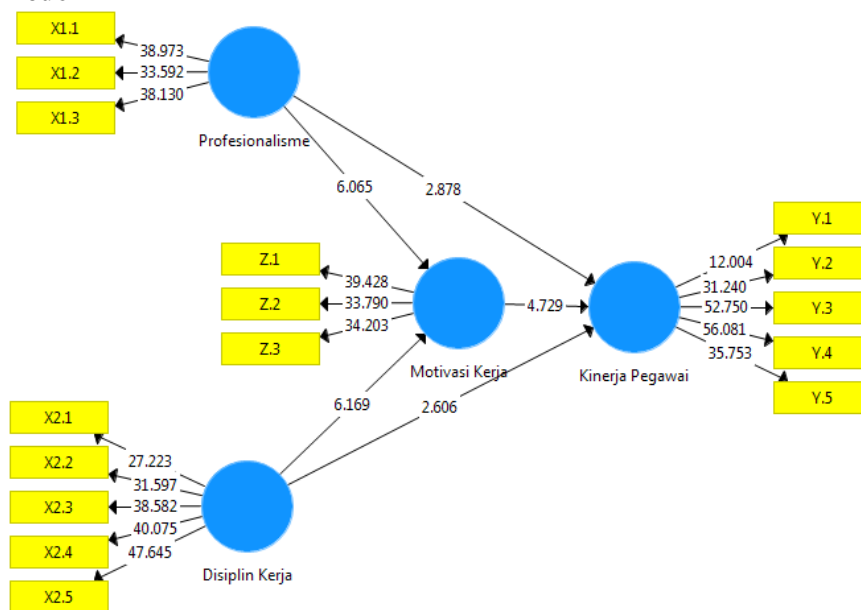 X1.1
X1.2
X1.3
38.973
33.592
38.130
Profesionalisme
6.065
2.878
Z.1
Z.2
Z.3
39.428
33.790
34.203
Motivasi Kerja
4.729
Kinerja Pegawai
12.004
31.240
52.750
56.081
35.753
Y.1
Y.2
Y.3
Y.4
Y.5
6.169
2.606
X2.1
X2.2
X2.3
X2.4
X2.5
27.223
31.597
38.582
40.075
47.645
Disiplin Kerja